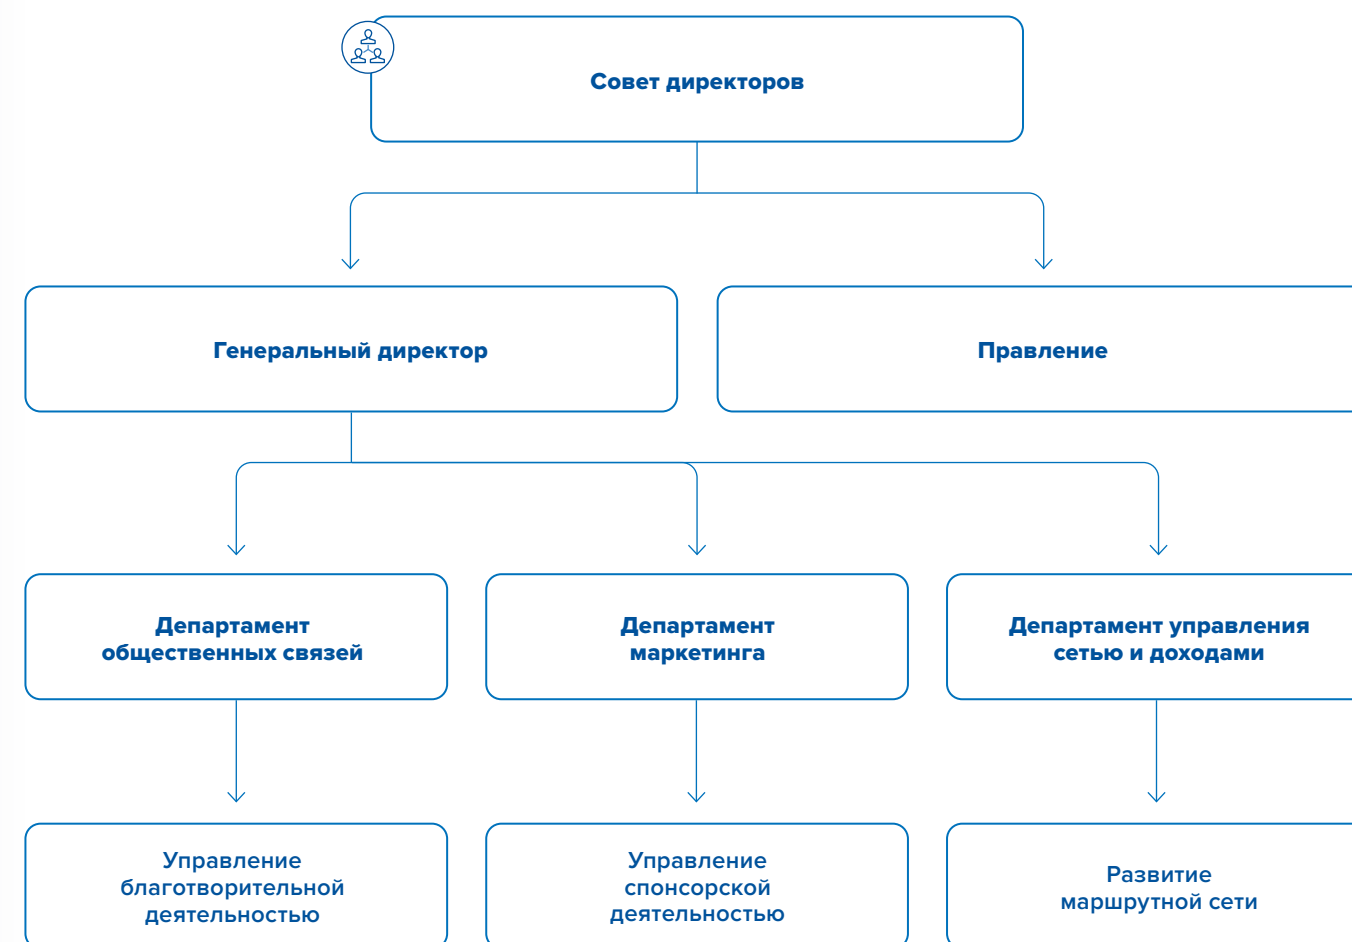 Совет директоров
Генеральный директор
Правление
Департамент
общественных связей
Департамент
маркетинга
Департамент управления
сетью и доходами
Управление
благотворительной
деятельностью
Управление
спонсорской
деятельностью
Развитие
маршрутной сети